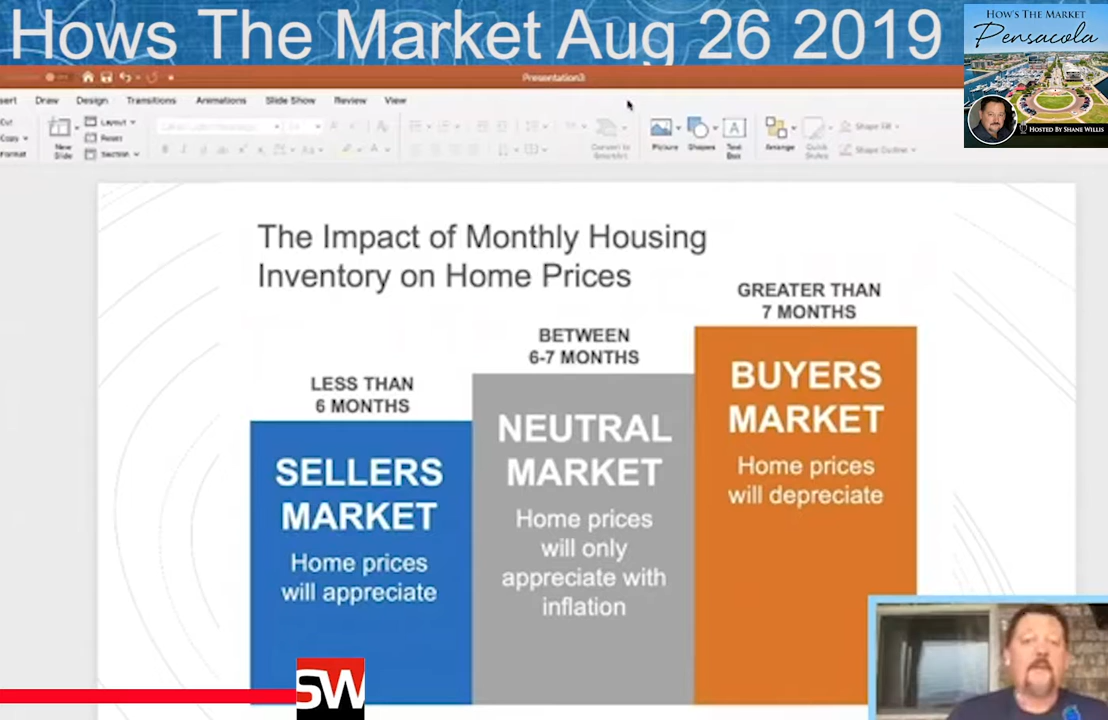 Hows The Market Aug 26 2019
HOW'S THE MARKET
Pensacola
HOSTED BY SHANE WILLIS
Presentation3
Draw
Design
Transitions
Animations
Slide Show
Review
View
Layout
Reset
Section
New
Slide
Convert to
SmartArt
Picture
Shapes
Text
Box
Arrange
Quick
Styles
Shape Fill
Shape Outline
The Impact of Monthly Housing
Inventory on Home Prices
LESS THAN
6 MONTHS
SELLERS
MARKET
Home prices
will appreciate
BETWEEN
6-7 MONTHS
NEUTRAL
MARKET
Home prices
will only
appreciate with
inflation
GREATER THAN
7 MONTHS
BUYERS
MARKET
Home prices
will depreciate
SW